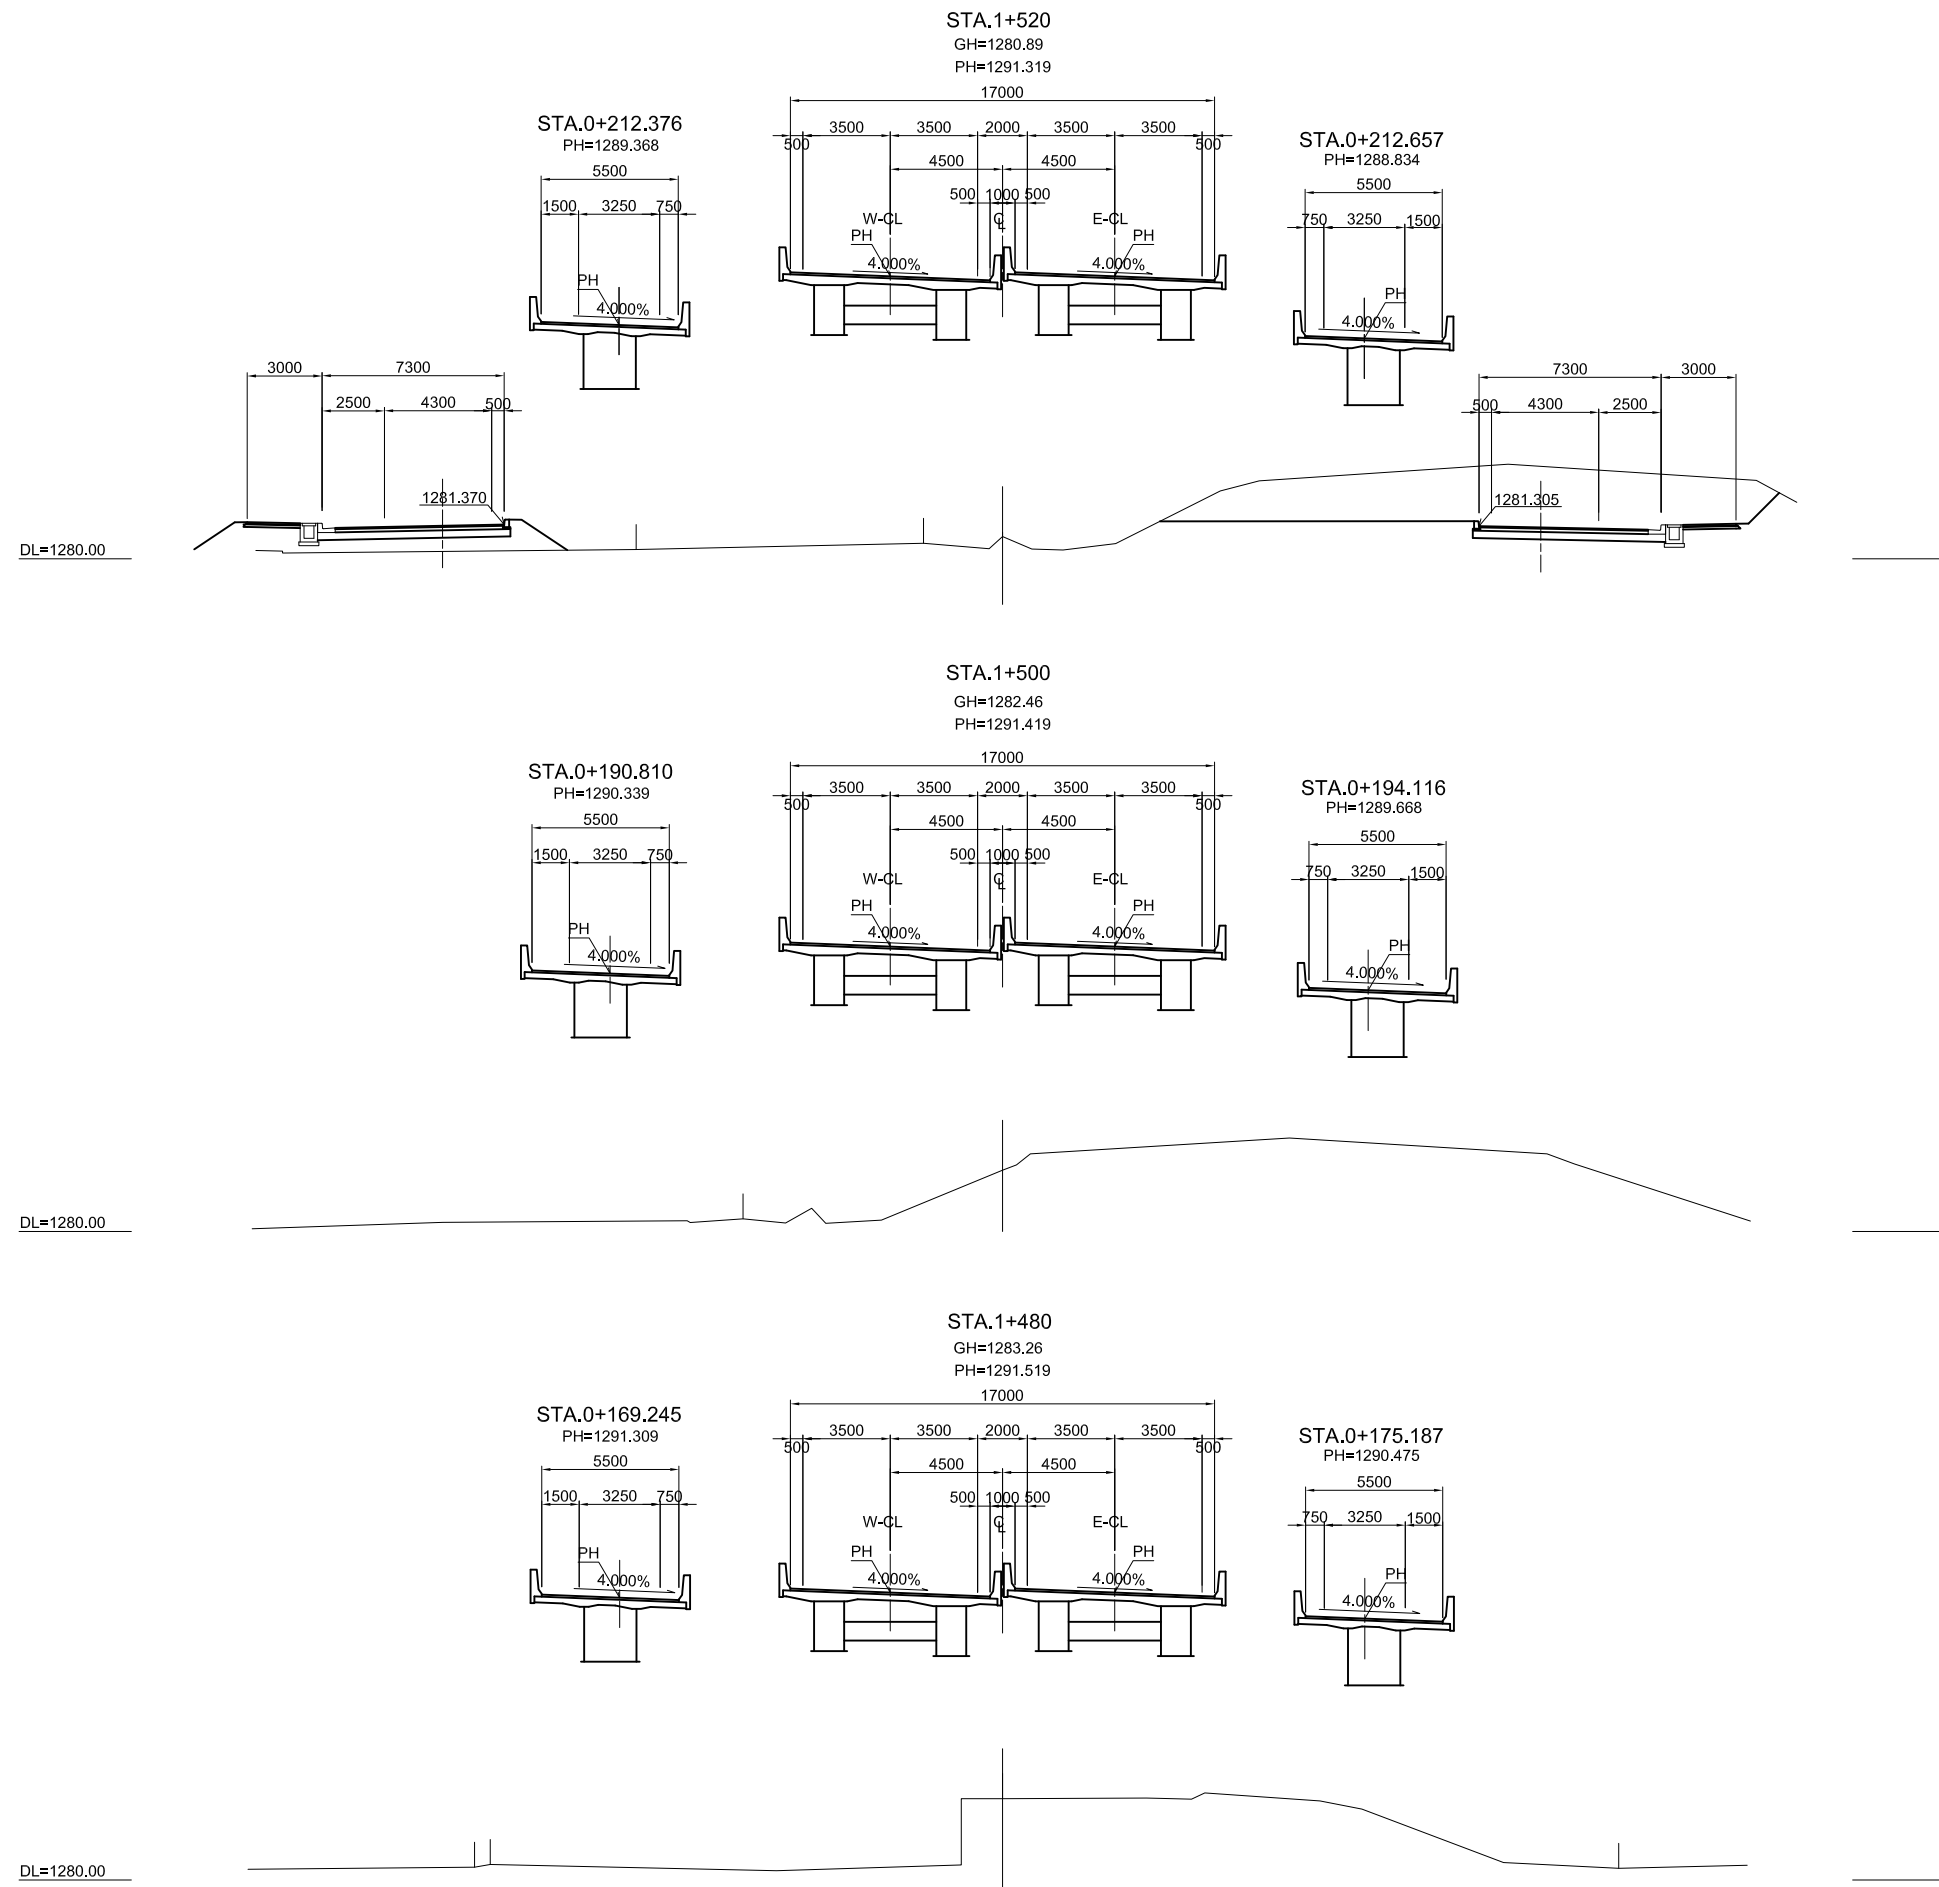 STA.1+520
GH=1280.89
PH=1291.319
17000
500 3500 3500 2000 3500 3500 500
4500 4500
500 1000 500
W-CL CL E-CL
PH PH
4.000% 4.000%
STA.0+212.376
PH=1289.368
5500
1500 3250 750
PH
4.000%
STA.0+212.657
PH=1288.834
5500
750 3250 1500
PH
4.000%
3000 7300
2500 4300 500
1281.370
7300 3000
500 4300 2500
1281.305
DL=1280.00
STA.1+500
GH=1282.46
PH=1291.419
17000
500 3500 3500 2000 3500 3500 500
4500 4500
500 1000 500
W-CL CL E-CL
PH PH
4.000% 4.000%
STA.0+190.810
PH=1290.339
5500
1500 3250 750
PH
4.000%
STA.0+194.116
PH=1289.668
5500
750 3250 1500
PH
4.000%
DL=1280.00
STA.1+480
GH=1283.26
PH=1291.519
17000
500 3500 3500 2000 3500 3500 500
4500 4500
500 1000 500
W-CL CL E-CL
PH PH
4.000% 4.000%
STA.0+169.245
PH=1291.309
5500
1500 3250 750
PH
4.000%
STA.0+175.187
PH=1290.475
5500
750 3250 1500
PH
4.000%
DL=1280.00